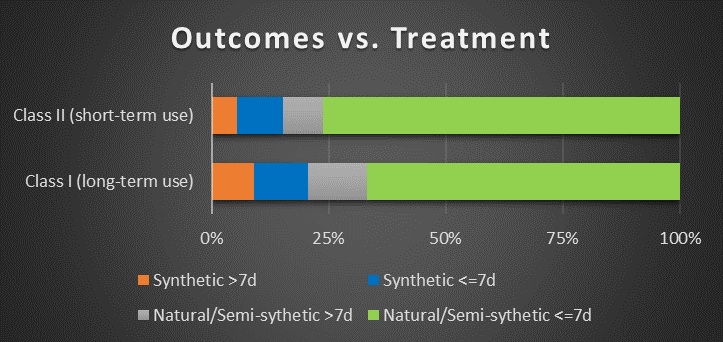 Outcomes vs. Treatment
Class II (short-term use)
Class I (long-term use)
0% 25% 50% 75% 100%
Synthetic >7d Synthetic <=7d
Natural/Semi-sythetic >7d Natural/Semi-sythetic <=7d